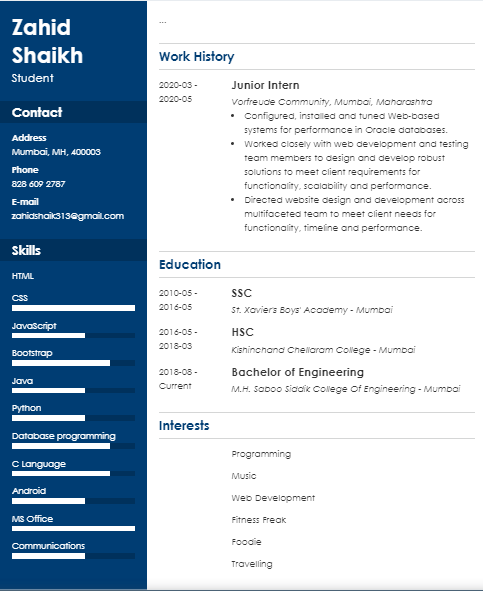 Zahid
Shaikh
Student
Contact
Address
Mumbai, MH, 400003
Phone
828 609 2787
E-mail
zahidshaik313@gmail.com
Skills
HTML
CSS
JavaScript
Bootstrap
Java
Python
Database programming
C Language
Android
MS Office
Communications
...
Work History
2020-03 -
2020-05
Junior Intern
Vorfreude Community, Mumbai, Maharashtra
• Configured, installed and tuned Web-based
systems for performance in Oracle databases.
• Worked closely with web development and testing
team members to design and develop robust
solutions to meet client requirements for
functionality, scalability and performance.
• Directed website design and development across
multifaceted team to meet client needs for
functionality, timeline and performance.
Education
2010-05 -
2016-05
SSC
St. Xavier's Boys' Academy - Mumbai
2016-05 -
2018-03
HSC
Kishinchand Chellaram College - Mumbai
2018-08 -
Current
Bachelor of Engineering
M.H. Saboo Siddik College Of Engineering - Mumbai
Interests
Programming
Music
Web Development
Fitness Freak
Foodie
Travelling